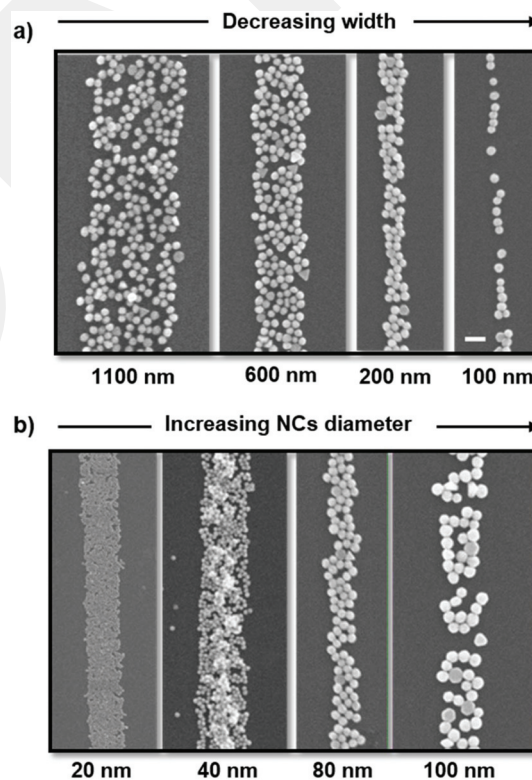 Decreasing width
a)
1100 nm 600 nm 200 nm 100 nm
Increasing NCs diameter
b)
20 nm 40 nm 80 nm 100 nm